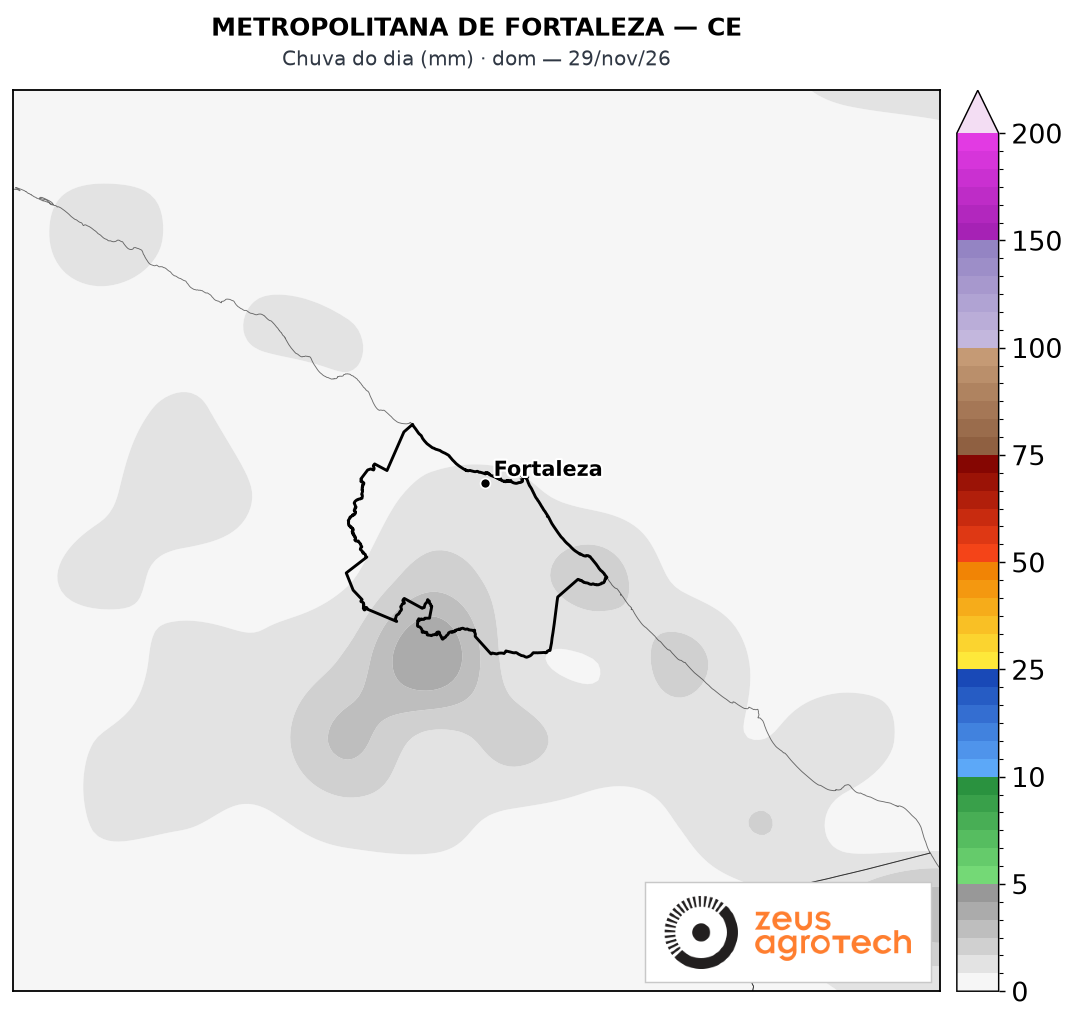 METROPOLITANA DE FORTALEZA — CE
Chuva do dia (mm) · dom — 29/nov/26
Fortaleza
200
150
100
75
50
25
10
5
0
zeus
agrotech